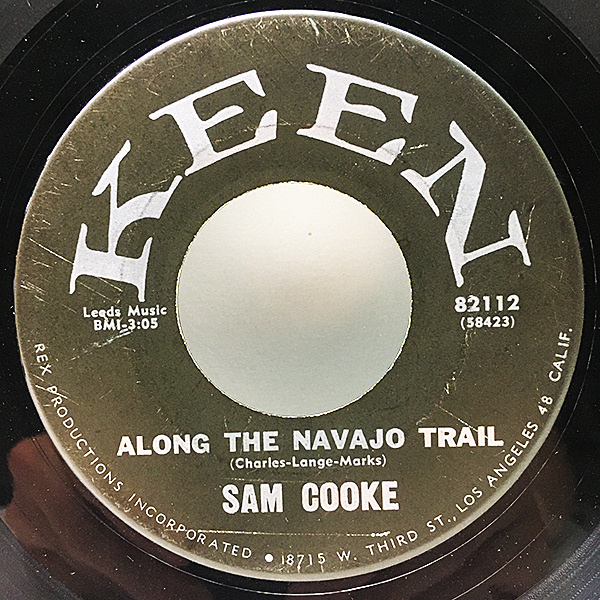 KEEN
Leeds Music
BMI-3:05
82112
(58423)
ALONG THE NAVAJO TRAIL
(Charles-Lange-Marks)
SAM COOKE
REX PRODUCTIONS INCORPORATED • 8715 W. THIRD ST., LOS ANGELES 48 CALIF.